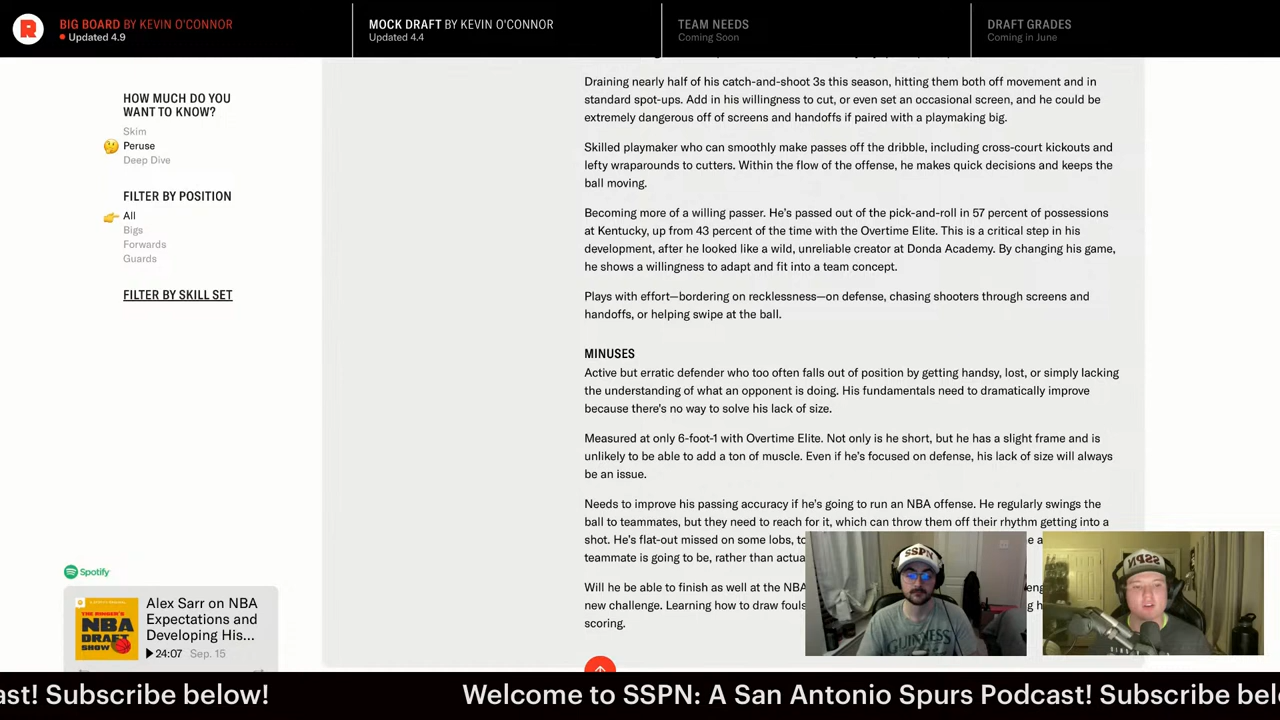 R
BIG BOARD BY KEVIN O'CONNOR
Updated 4.9
MOCK DRAFT BY KEVIN O'CONNOR
Updated 4.4
TEAM NEEDS
Coming Soon
DRAFT GRADES
Coming in June
HOW MUCH DO YOU
WANT TO KNOW?
Skim
Peruse
Deep Dive
FILTER BY POSITION
All
Bigs
Forwards
Guards
FILTER BY SKILL SET
Draining nearly half of his catch-and-shoot 3s this season, hitting them both off movement and in
standard spot-ups. Add in his willingness to cut, or even set an occasional screen, and he could be
extremely dangerous off of screens and handoffs if paired with a playmaking big.
Skilled playmaker who can smoothly make passes off the dribble, including cross-court kickouts and
lefty wraparounds to cutters. Within the flow of the offense, he makes quick decisions and keeps the
ball moving.
Becoming more of a willing passer. He's passed out of the pick-and-roll in 57 percent of possessions
at Kentucky, up from 43 percent of the time with the Overtime Elite. This is a critical step in his
development, after he looked like a wild, unreliable creator at Donda Academy. By changing his game,
he shows a willingness to adapt and fit into a team concept.
Plays with effort—bordering on recklessness—on defense, chasing shooters through screens and
handoffs, or helping swipe at the ball.
MINUSES
Active but erratic defender who too often falls out of position by getting handsy, lost, or simply lacking
the understanding of what an opponent is doing. His fundamentals need to dramatically improve
because there's no way to solve his lack of size.
Measured at only 6-foot-1 with Overtime Elite. Not only is he short, but he has a slight frame and is
unlikely to be able to add a ton of muscle. Even if he's focused on defense, his lack of size will always
be an issue.
Needs to improve his passing accuracy if he's going to run an NBA offense. He regularly swings the
ball to teammates, but they need to reach for it, which can throw them off their rhythm getting into a
shot. He's flat-out missed on some lobs,
teammate is going to be, rather than
Will he be able to finish as well at the NBA
new challenge. Learning how to draw fouls
scoring.
SSPN
GUINNESS
SSPN
Spotify
THE RINGER'S
NBA
DRAFT
SHOW
Alex Sarr on NBA
Expectations and
Developing His...
24:07 Sep. 15
ast! Subscribe below! Welcome to SSPN: A San Antonio Spurs Podcast! Subscribe bel